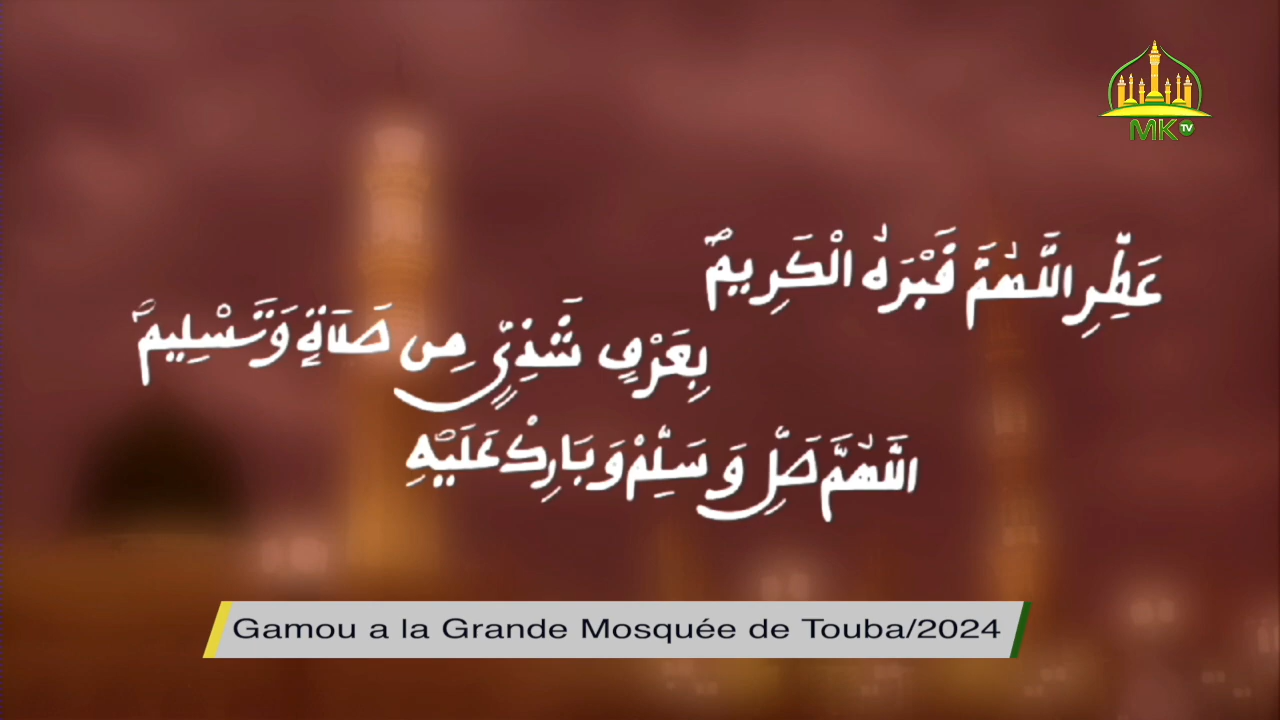 MK TV
عَطِّرِ اللَّهُمَّ قَبْرَهُ الْكَرِيمْ
بِعَرْفٍ شَذِيٍّ مِن صَلَاةٍ وَتَسْلِيمْ
اللَّهُمَّ صَلِّ وَسَلِّمْ وَبَارِكْ عَلَيْهِ
Gamou a la Grande Mosquée de Touba/2024